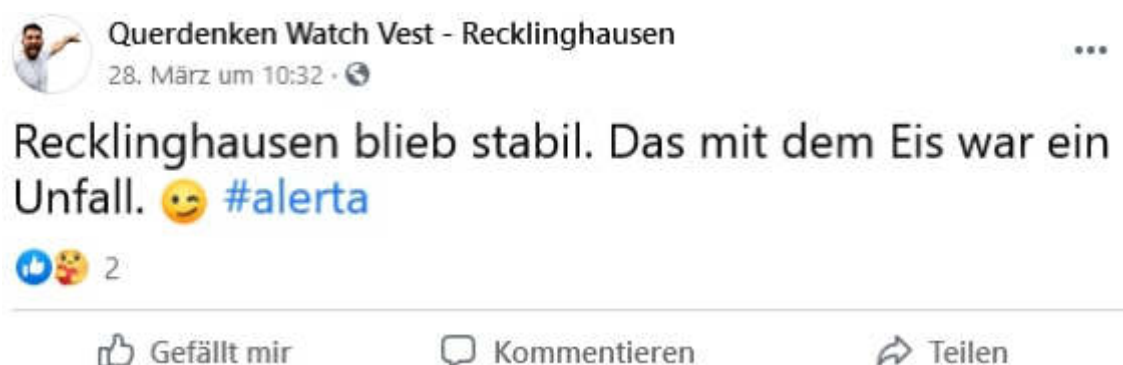 Querdenken Watch Vest - Recklinghausen
28. März um 10:32 ·
Recklinghausen blieb stabil. Das mit dem Eis war ein
Unfall. 😉 #alerta
2
Gefällt mir Kommentieren Teilen